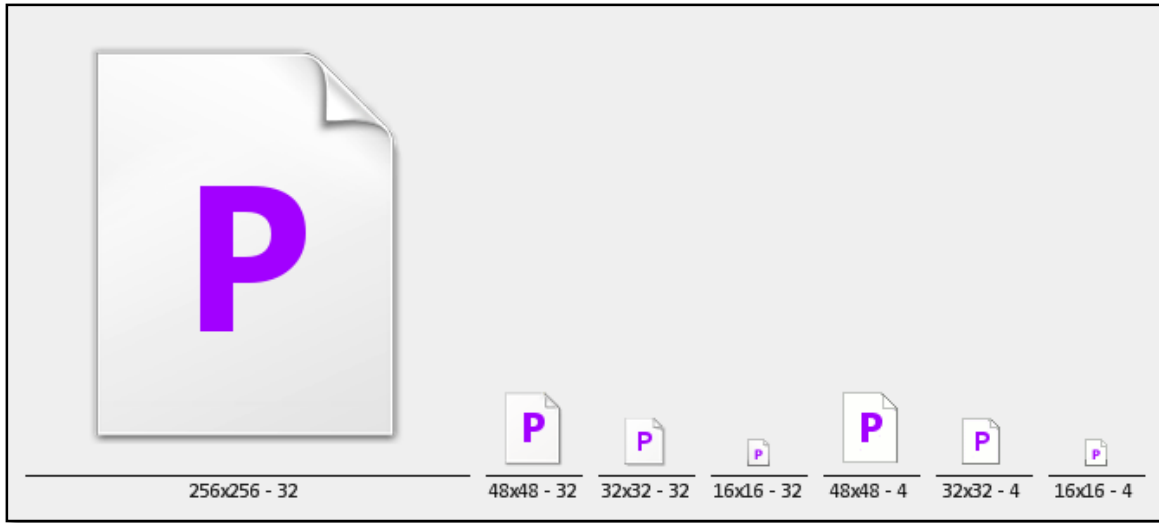 P
P
P
P
P
P
P
256x256 - 32
48x48 - 32
32x32 - 32
16x16 - 32
48x48 - 4
32x32 - 4
16x16 - 4